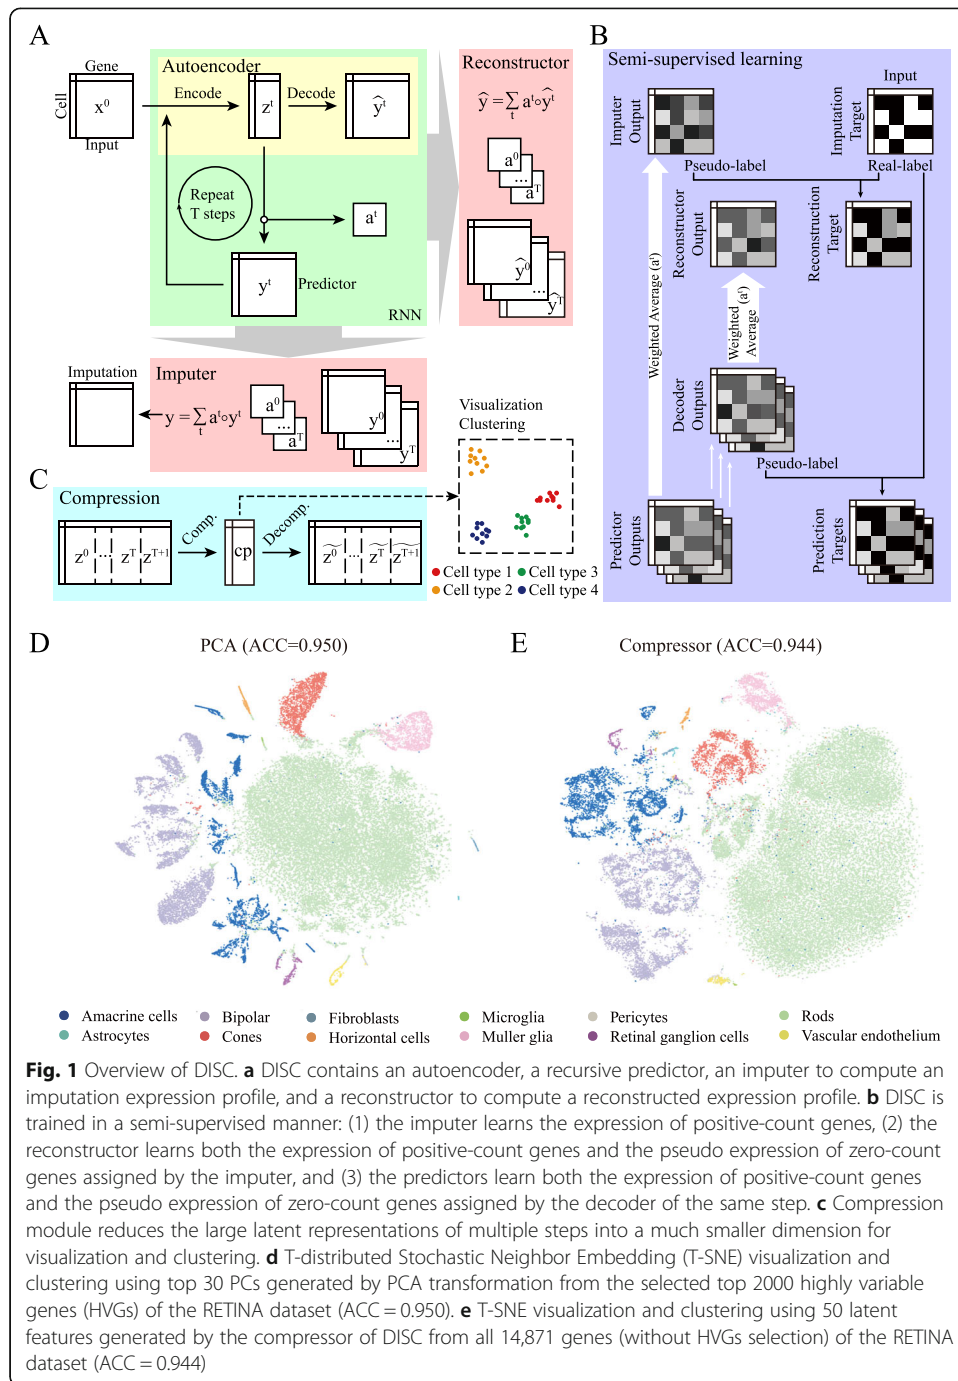 A
Gene
Cell
x⁰
Input
Autoencoder
Encode
zᵗ
Decode
ŷᵗ
Repeat
T steps
aᵗ
yᵗ
Predictor
RNN
Reconstructor
ŷ = ∑ aᵗ∘ŷᵗ
t
a⁰
...
aᵀ
ŷ⁰
ŷᵀ
Imputation
Imputer
y = ∑ aᵗ∘yᵗ
t
a⁰
...
aᵀ
y⁰
...
yᵀ
B
Semi-supervised learning
Imputer
Output
Input
Imputation
Target
Pseudo-label
Real-label
Reconstructor
Output
Reconstruction
Target
Weighted Average (aᵗ)
Weighted
Average (aᵗ)
Decoder
Outputs
Pseudo-label
Predictor
Outputs
Prediction
Targets
C
Compression
z⁰ ... zᵀ zᵀ⁺¹
Comp.
cp
Decomp.
z̃⁰ ... z̃ᵀ z̃ᵀ⁺¹
Visualization
Clustering
Cell type 1
Cell type 3
Cell type 2
Cell type 4
D
PCA (ACC=0.950)
E
Compressor (ACC=0.944)
Amacrine cells
Bipolar
Fibroblasts
Microglia
Pericytes
Rods
Astrocytes
Cones
Horizontal cells
Muller glia
Retinal ganglion cells
Vascular endothelium
Fig. 1 Overview of DISC. a DISC contains an autoencoder, a recursive predictor, an imputer to compute an
imputation expression profile, and a reconstructor to compute a reconstructed expression profile. b DISC is
trained in a semi-supervised manner: (1) the imputer learns the expression of positive-count genes, (2) the
reconstructor learns both the expression of positive-count genes and the pseudo expression of zero-count
genes assigned by the imputer, and (3) the predictors learn both the expression of positive-count genes
and the pseudo expression of zero-count genes assigned by the decoder of the same step. c Compression
module reduces the large latent representations of multiple steps into a much smaller dimension for
visualization and clustering. d T-distributed Stochastic Neighbor Embedding (T-SNE) visualization and
clustering using top 30 PCs generated by PCA transformation from the selected top 2000 highly variable
genes (HVGs) of the RETINA dataset (ACC = 0.950). e T-SNE visualization and clustering using 50 latent
features generated by the compressor of DISC from all 14,871 genes (without HVGs selection) of the RETINA
dataset (ACC = 0.944)